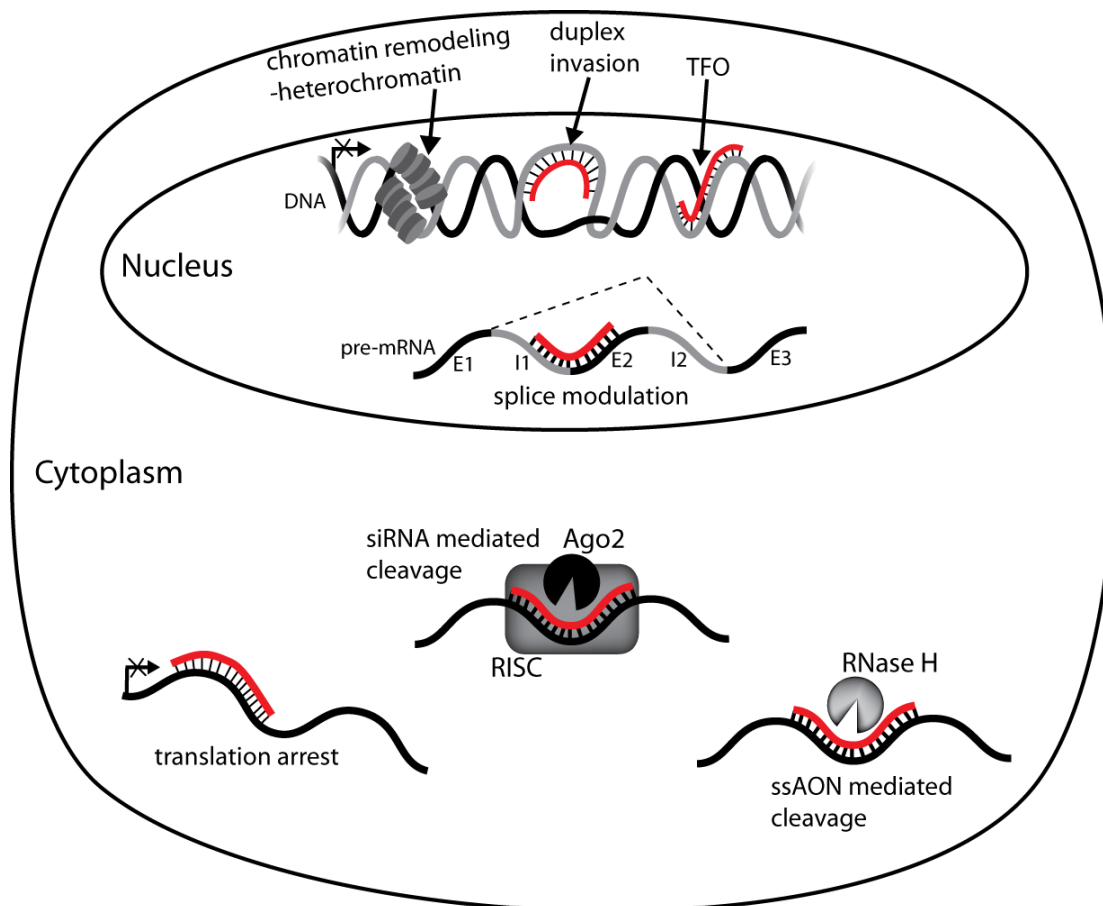 chromatin remodeling
-heterochromatin
duplex
invasion
TFO
DNA
Nucleus
pre-mRNA
E1
I1
E2
I2
E3
splice modulation
Cytoplasm
siRNA mediated
cleavage
Ago2
RISC
RNase H
translation arrest
ssAON mediated
cleavage